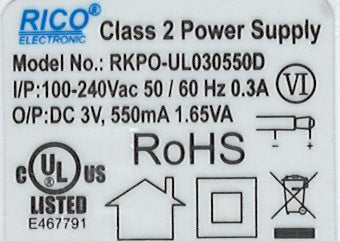 RICO®
ELECTRONIC
Class 2 Power Supply
Model No.: RKPO-UL030550D
I/P:100-240Vac 50 / 60 Hz 0.3A
VI
O/P:DC 3V, 550mA 1.65VA
- +
RoHS
c UL® US
LISTED
E467791